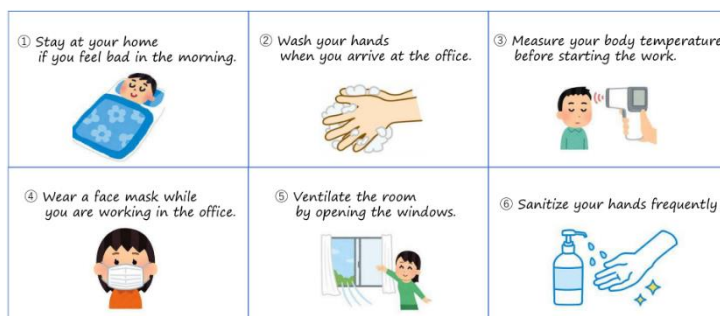 ① Stay at your home
if you feel bad in the morning.
② Wash your hands
when you arrive at the office.
③ Measure your body temperature
before starting the work.
④ Wear a face mask while
you are working in the office.
⑤ Ventilate the room
by opening the windows.
⑥ Sanitize your hands frequently